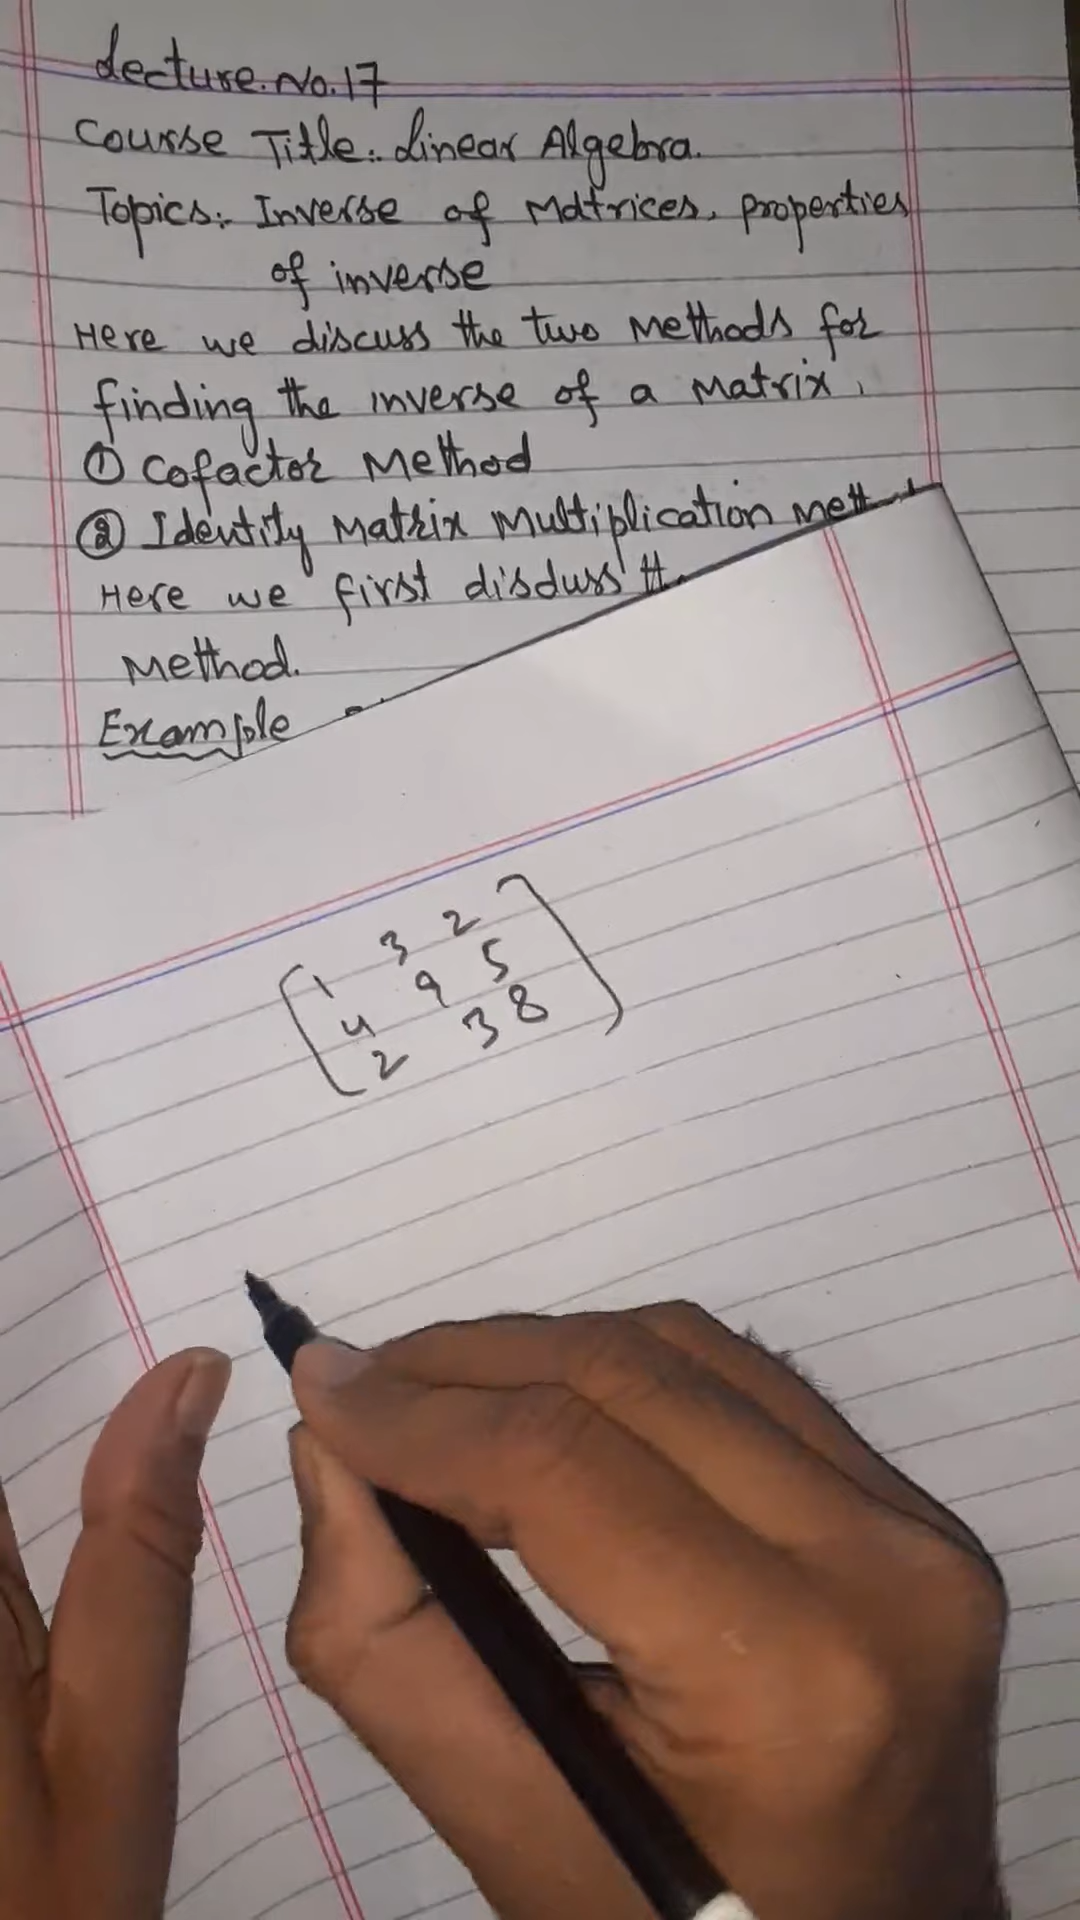 Lecture.No.17
Course Title:. Linear Algebra.
Topics:. Inverse of Matrices, properties
of inverse
Here we discuss the two Methods for
finding the inverse of a Matrix.
① Cofactor Method
② Identity Matrix Multiplication
Here we first disduss
Method.
Example
1 3 2
4 9 5
2 3 8